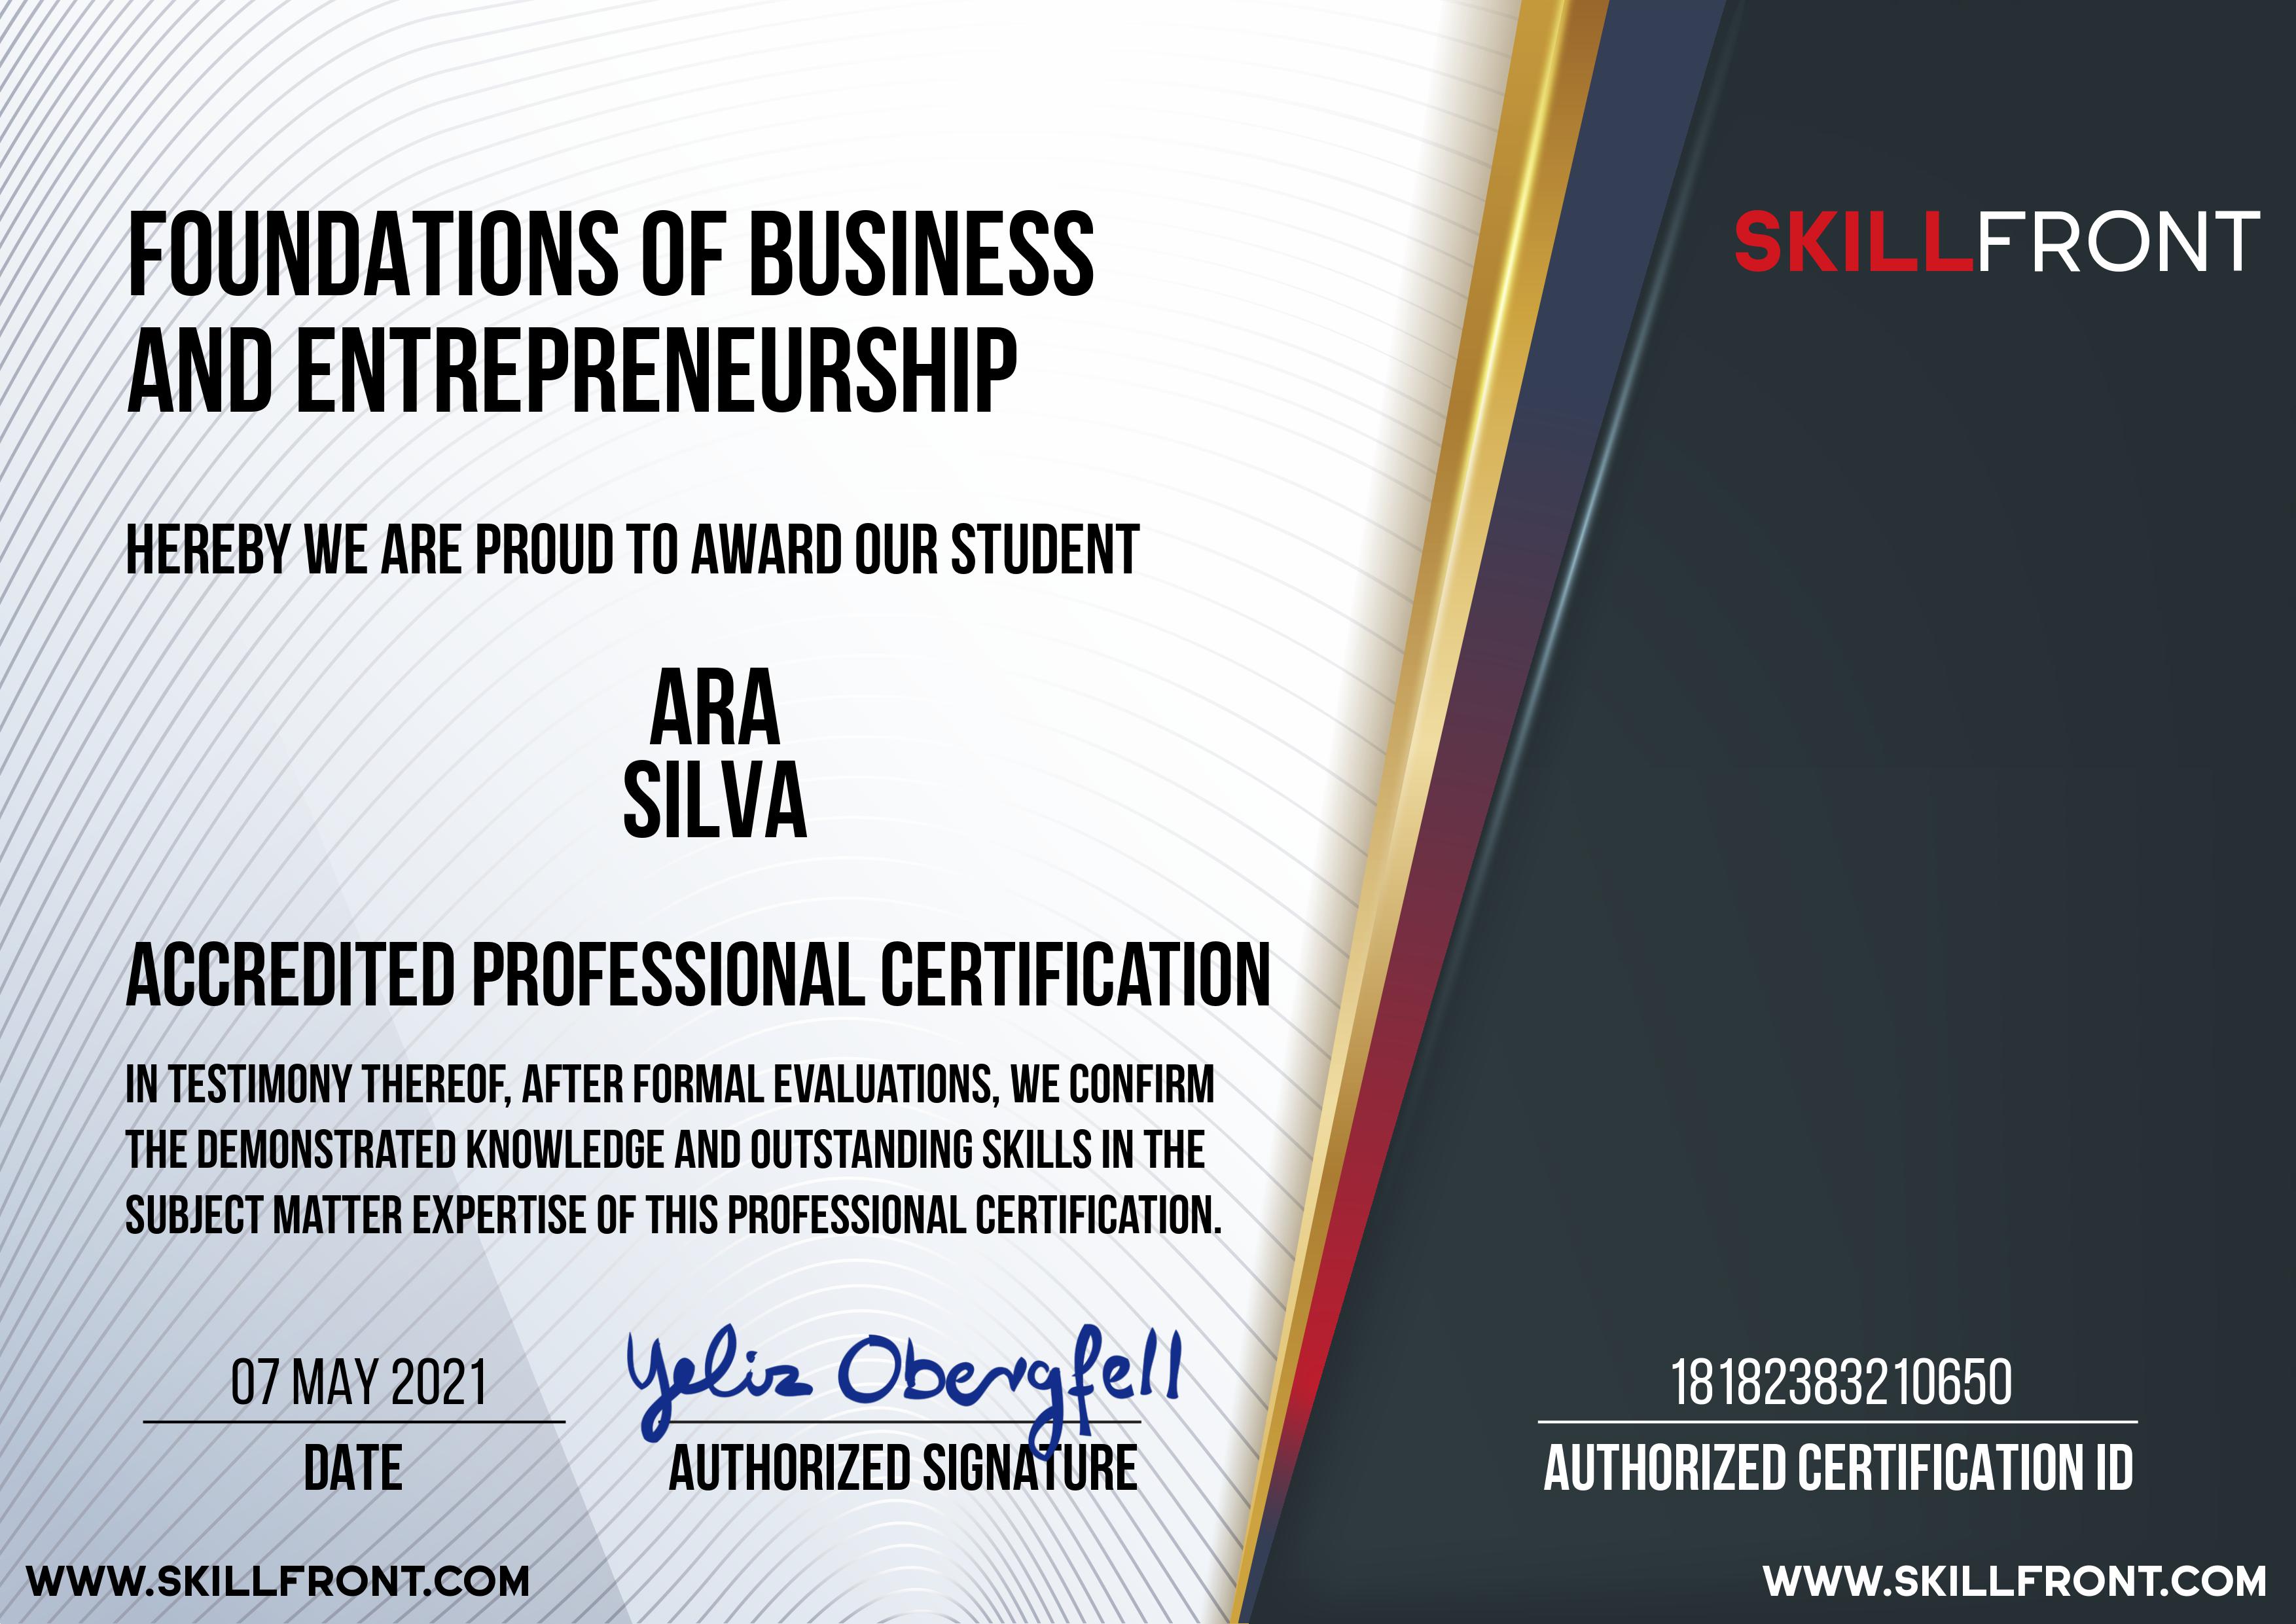 FOUNDATIONS OF BUSINESS
AND ENTREPRENEURSHIP
SKILLFRONT
HEREBY WE ARE PROUD TO AWARD OUR STUDENT
ARA
SILVA
ACCREDITED PROFESSIONAL CERTIFICATION
IN TESTIMONY THEREOF, AFTER FORMAL EVALUATIONS, WE CONFIRM
THE DEMONSTRATED KNOWLEDGE AND OUTSTANDING SKILLS IN THE
SUBJECT MATTER EXPERTISE OF THIS PROFESSIONAL CERTIFICATION.
07 MAY 2021
DATE
Yeliz Obergfell
AUTHORIZED SIGNATURE
18182383210650
AUTHORIZED CERTIFICATION ID
WWW.SKILLFRONT.COM
WWW.SKILLFRONT.COM